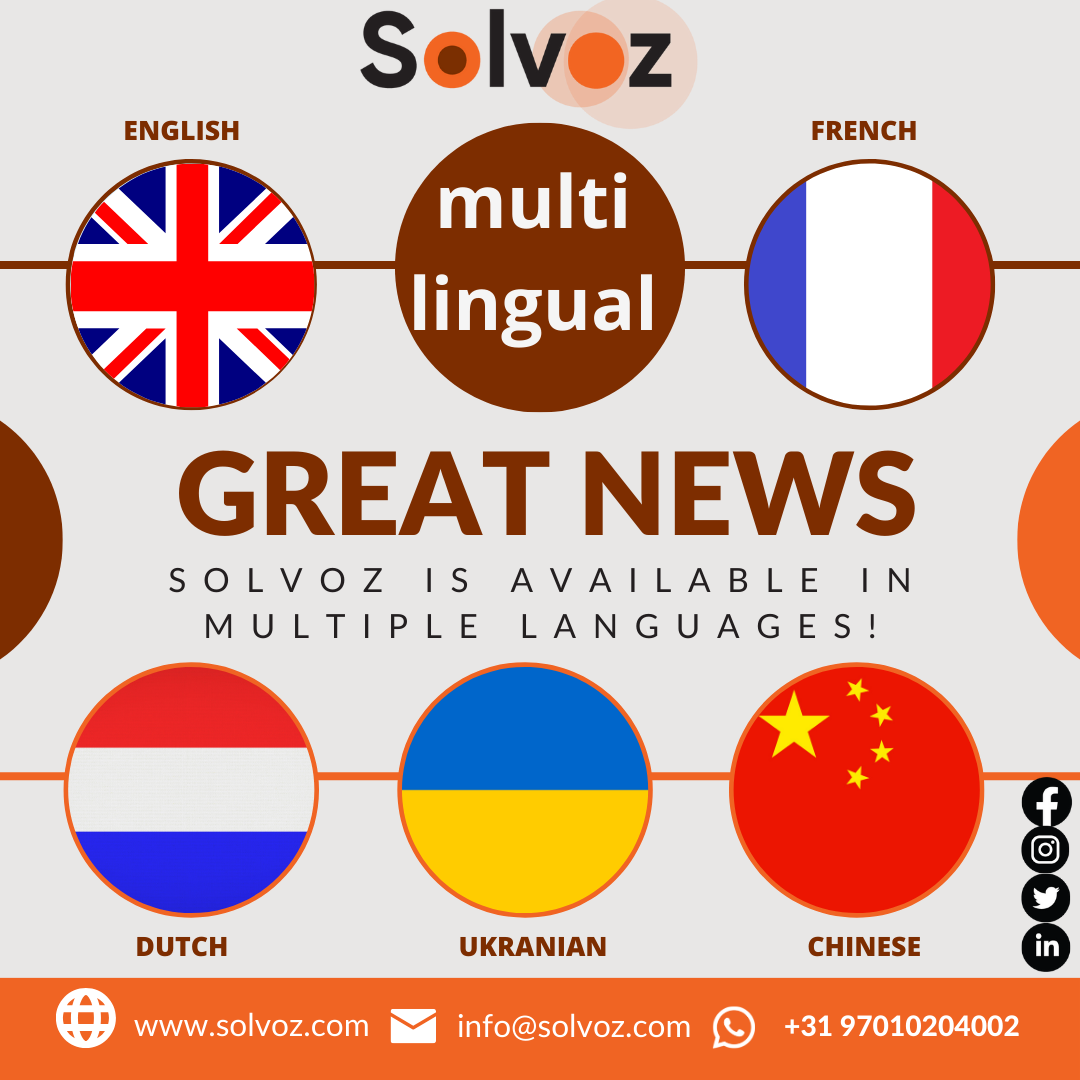 Solvoz
ENGLISH
FRENCH
multi
lingual
GREAT NEWS
SOLVOZ IS AVAILABLE IN
MULTIPLE LANGUAGES!
DUTCH
UKRANIAN
CHINESE
in
www.solvoz.com
info@solvoz.com
+31 97010204002